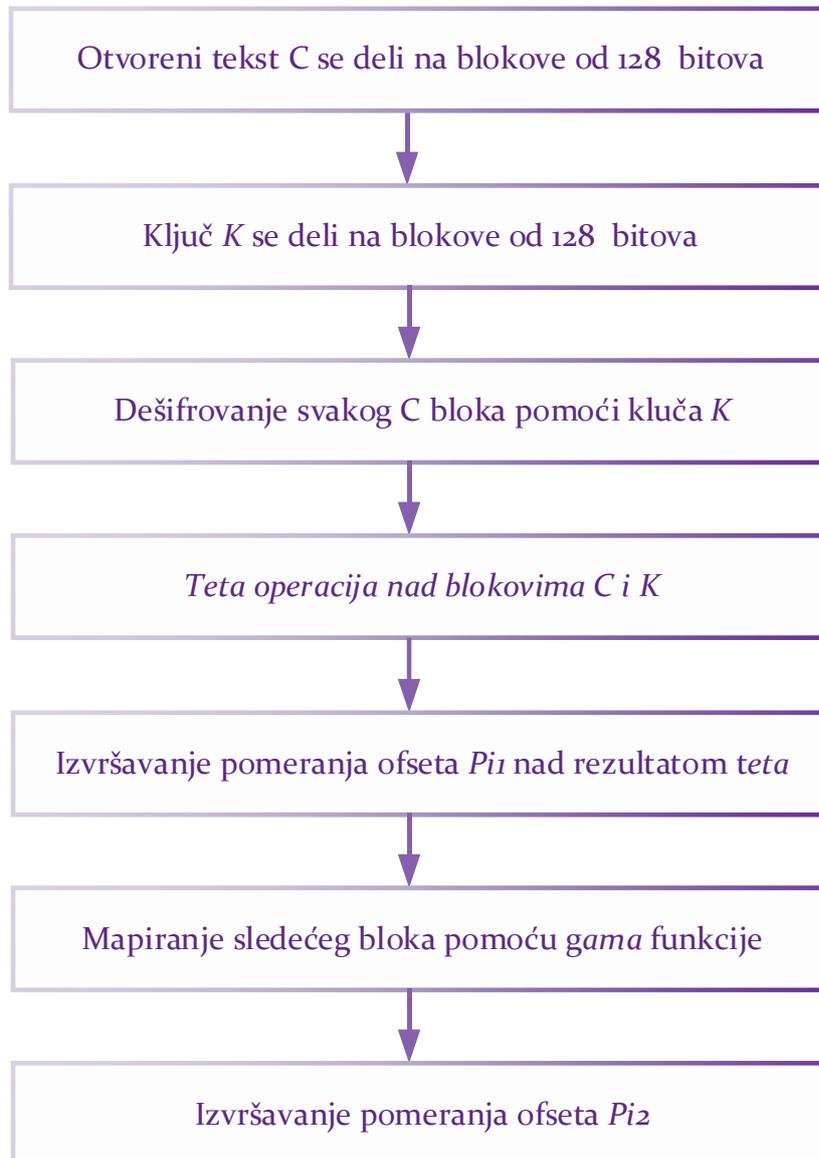 Otvoreni tekst C se deli na blokove od 128 bitova
Ključ K se deli na blokove od 128 bitova
Dešifrovanje svakog C bloka pomoći kluča K
Teta operacija nad blokovima C i K
Izvršavanje pomeranja ofseta Pi1 nad rezultatom teta
Mapiranje sledećeg bloka pomoću gama funkcije
Izvršavanje pomeranja ofseta Pi2